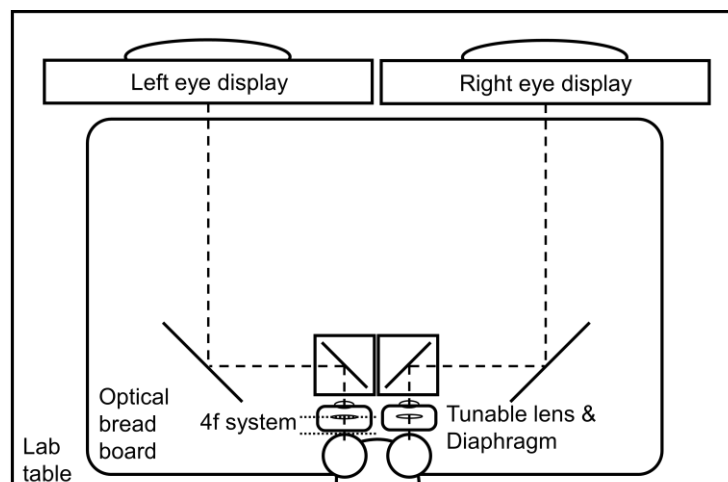 Left eye display
Right eye display
Optical
bread
board
4f system
Tunable lens &
Diaphragm
Lab
table